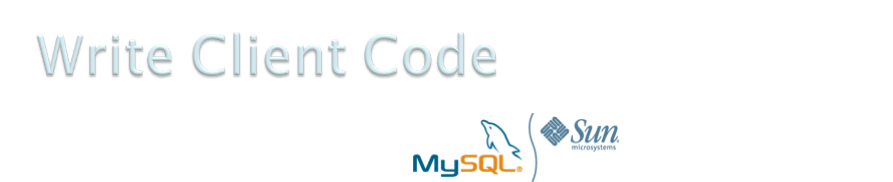 Write Client Code
MySQL®
Sun
microsystems